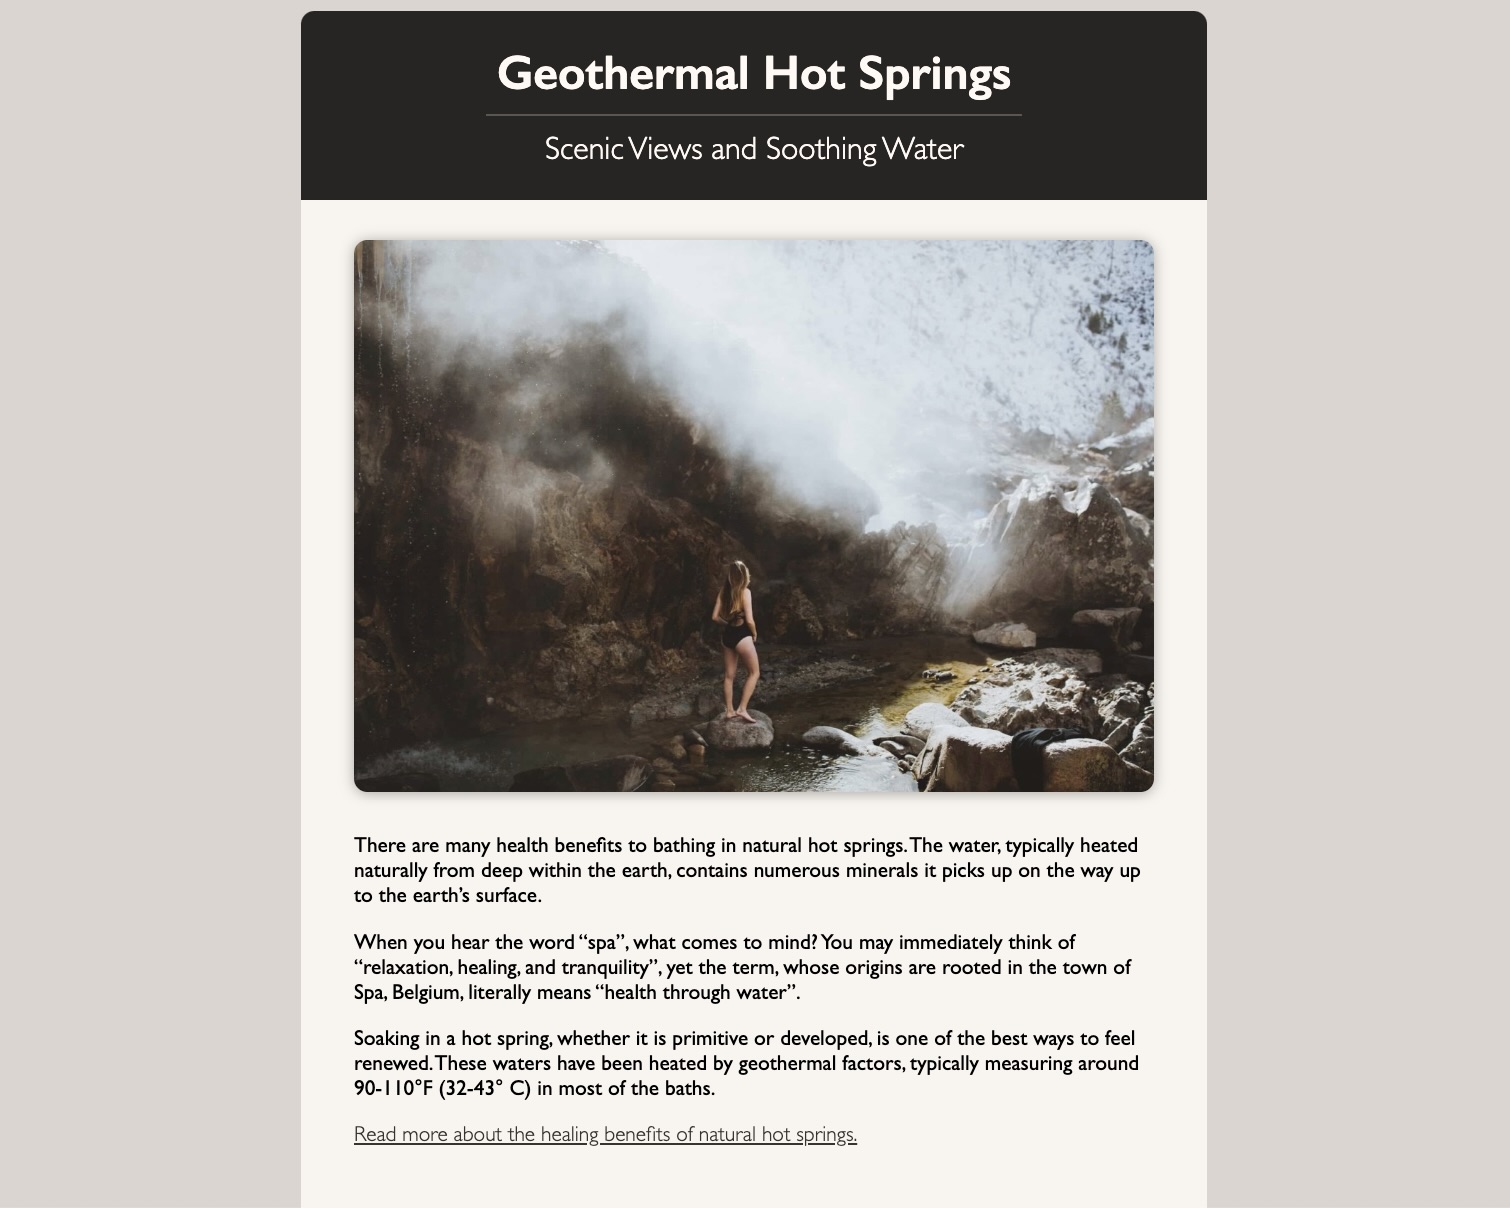 Geothermal Hot Springs
Scenic Views and Soothing Water
There are many health benefits to bathing in natural hot springs. The water, typically heated
naturally from deep within the earth, contains numerous minerals it picks up on the way up
to the earth’s surface.
When you hear the word “spa”, what comes to mind? You may immediately think of
“relaxation, healing, and tranquility”, yet the term, whose origins are rooted in the town of
Spa, Belgium, literally means “health through water”.
Soaking in a hot spring, whether it is primitive or developed, is one of the best ways to feel
renewed. These waters have been heated by geothermal factors, typically measuring around
90-110°F (32-43° C) in most of the baths.
Read more about the healing benefits of natural hot springs.